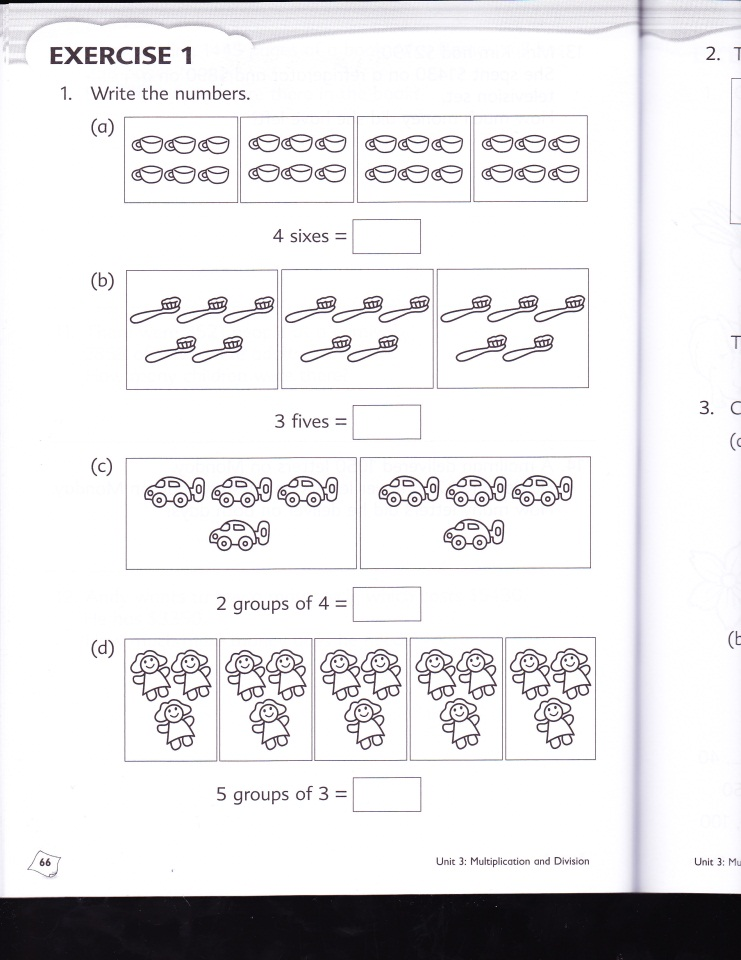 EXERCISE 1
1. Write the numbers.
(a)
4 sixes =
(b)
3 fives =
(c)
2 groups of 4 =
(d)
5 groups of 3 =
66
Unit 3: Multiplication and Division
2. T
T
3. C
(b
Unit 3: Mu